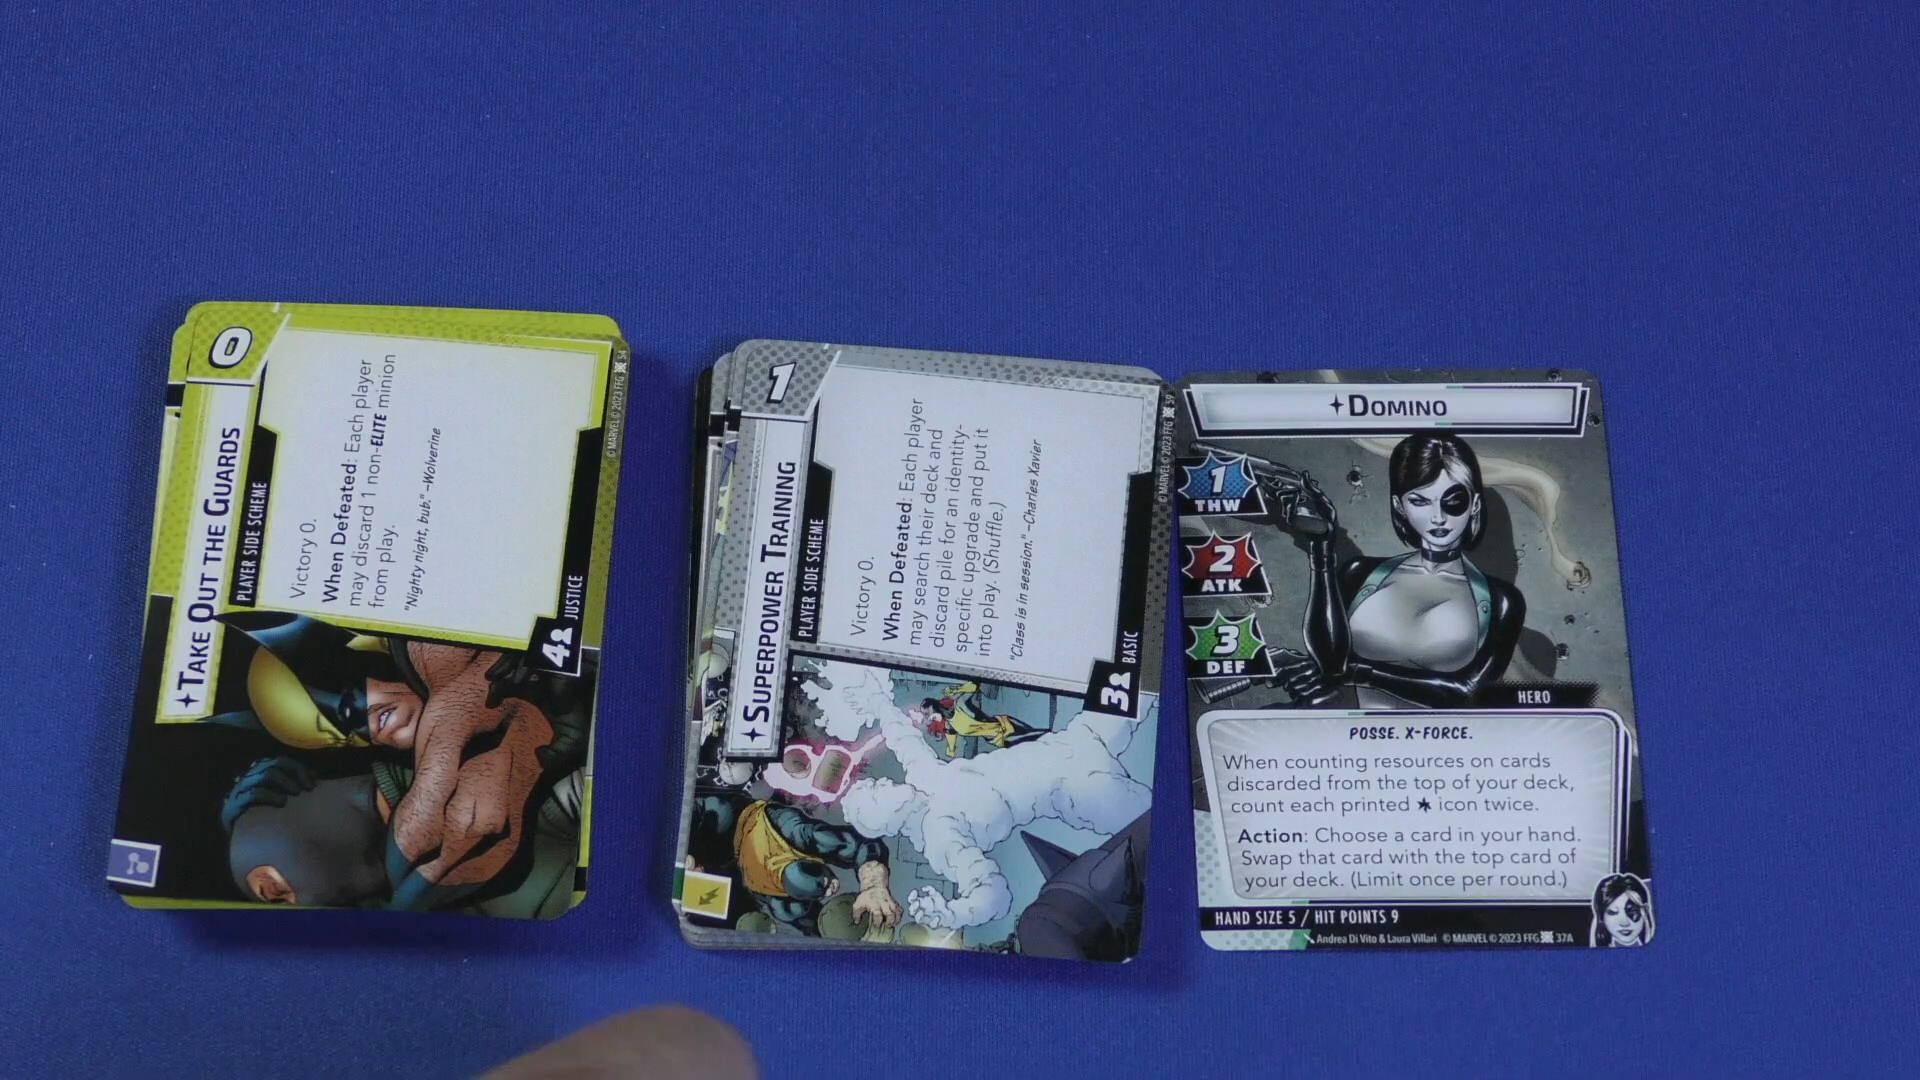 0
TAKE OUT THE GUARDS
PLAYER SIDE SCHEME
Victory 0.
When Defeated: Each player
may discard 1 non-ELITE minion
from play.
"Nighty night, bub." –Wolverine
4
JUSTICE
© MARVEL © 2023 FFG 54
1
SUPERPOWER TRAINING
PLAYER SIDE SCHEME
Victory 0.
When Defeated: Each player
may search their deck and
discard pile for an identity-
specific upgrade and put it
into play. (Shuffle.)
"Class is in session." –Charles Xavier
3
BASIC
© MARVEL © 2023 FFG 59
DOMINO
1
THW
2
ATK
3
DEF
HERO
POSSE. X-FORCE.
When counting resources on cards
discarded from the top of your deck,
count each printed icon twice.
Action: Choose a card in your hand.
Swap that card with the top card of
your deck. (Limit once per round.)
HAND SIZE 5 / HIT POINTS 9
Andrea Di Vito & Laura Villari © MARVEL © 2023 FFG 37A